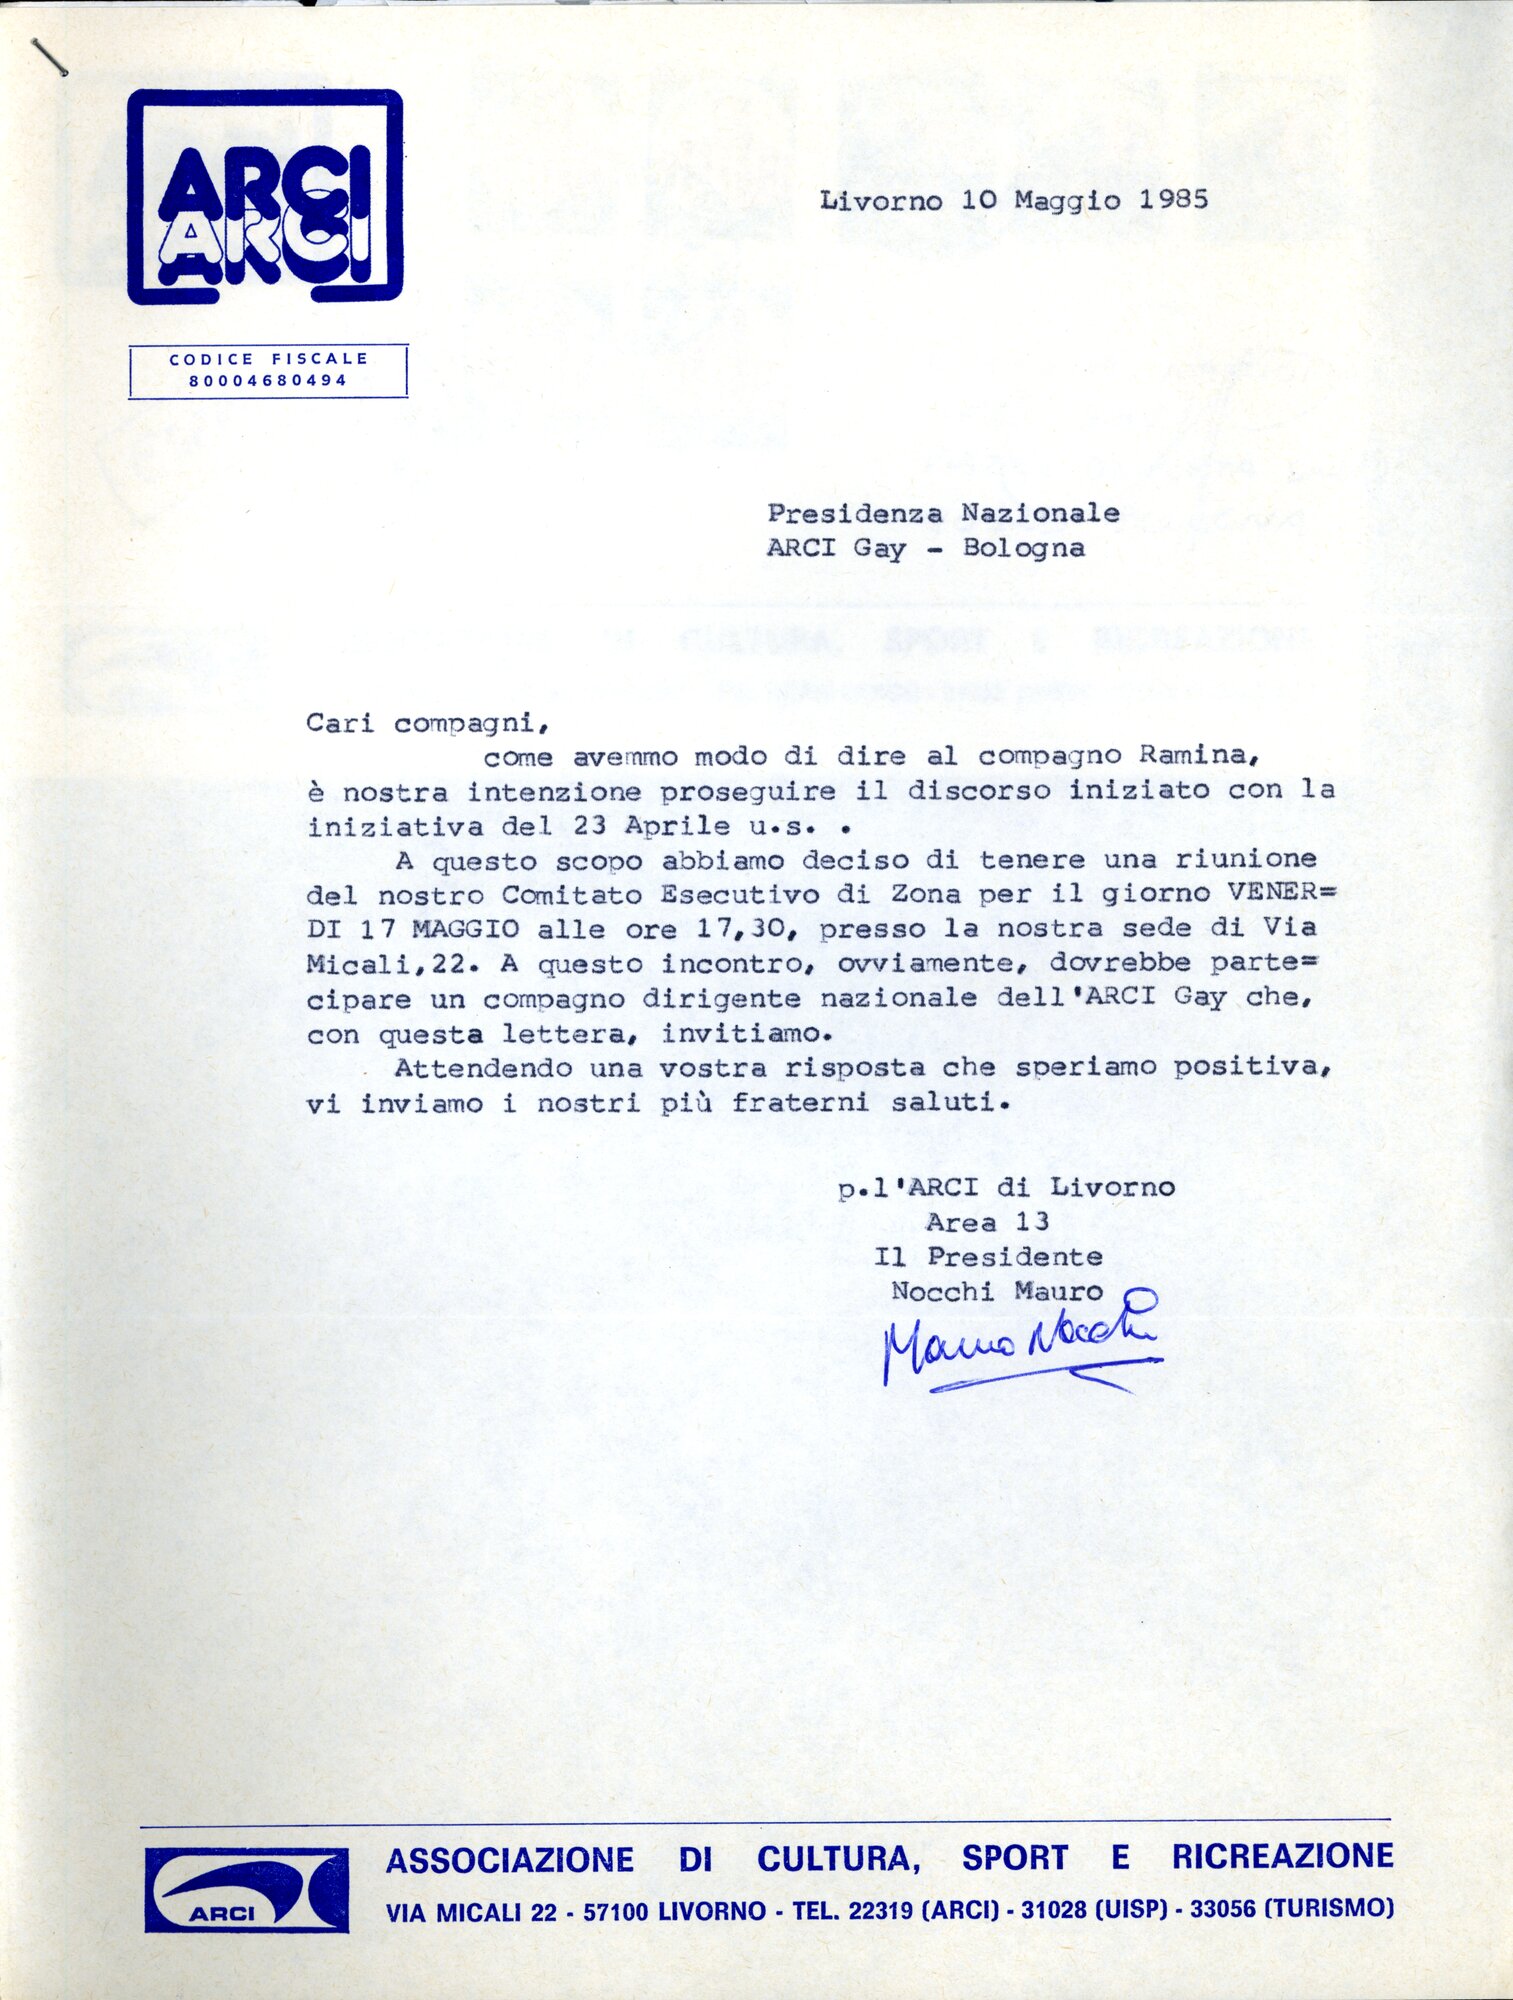 ARCI
ARCI
ARCI
CODICE FISCALE
80004680494
Livorno 10 Maggio 1985
Presidenza Nazionale
ARCI Gay - Bologna
Cari compagni,
come avemmo modo di dire al compagno Ramina,
è nostra intenzione proseguire il discorso iniziato con la
iniziativa del 23 Aprile u.s. .
A questo scopo abbiamo deciso di tenere una riunione
del nostro Comitato Esecutivo di Zona per il giorno VENER=
DI 17 MAGGIO alle ore 17,30, presso la nostra sede di Via
Micali,22. A questo incontro, ovviamente, dovrebbe parte=
cipare un compagno dirigente nazionale dell'ARCI Gay che,
con questa lettera, invitiamo.
Attendendo una vostra risposta che speriamo positiva,
vi inviamo i nostri più fraterni saluti.
p.l'ARCI di Livorno
Area 13
Il Presidente
Nocchi Mauro
Mauro Nocchi
ARCI
ASSOCIAZIONE DI CULTURA, SPORT E RICREAZIONE
VIA MICALI 22 - 57100 LIVORNO - TEL. 22319 (ARCI) - 31028 (UISP) - 33056 (TURISMO)